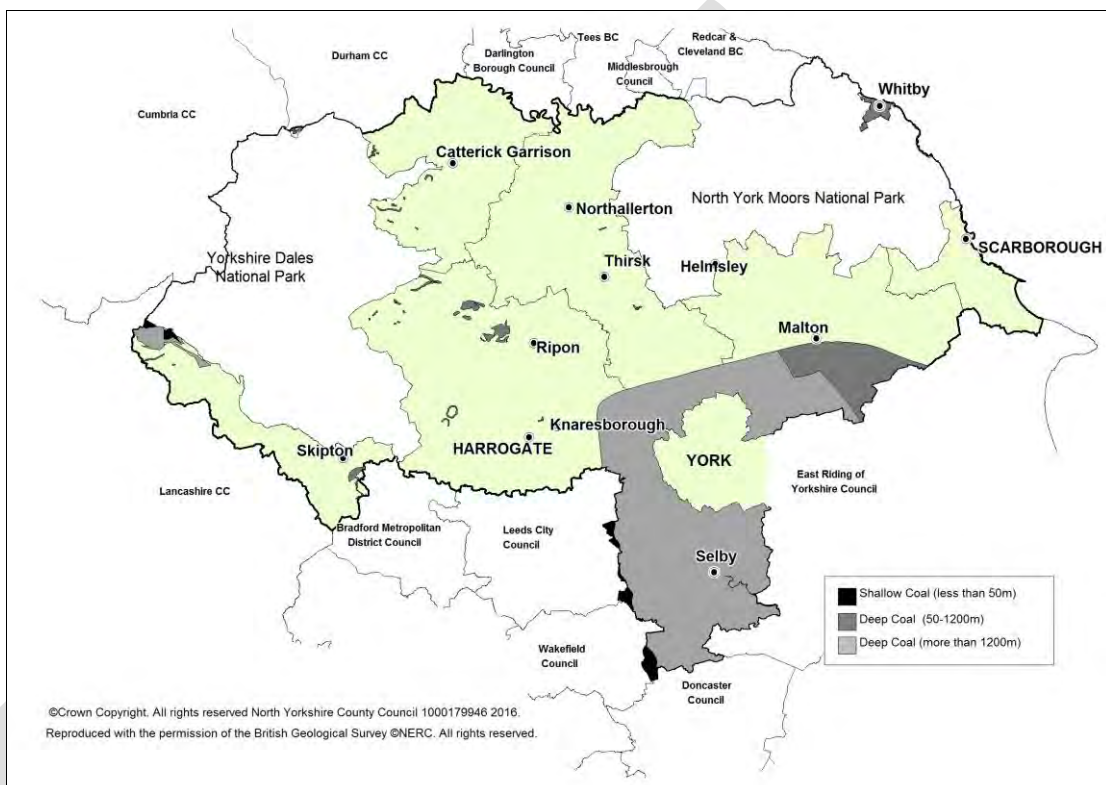 Tees BC
Redcar &
Cleveland BC
Durham CC
Darlington
Borough Council
Middlesbrough
Council
Whitby
Cumbria CC
Catterick Garrison
North York Moors National Park
Northallerton
SCARBOROUGH
Yorkshire Dales
National Park
Thirsk
Helmsley
Malton
Ripon
Knaresborough
HARROGATE
Skipton
YORK
East Riding of
Yorkshire Council
Lancashire CC
Bradford Metropolitan
District Council
Leeds City
Council
Selby
Shallow Coal (less than 50m)
Deep Coal (50-1200m)
Deep Coal (more than 1200m)
Wakefield
Council
Doncaster
Council
©Crown Copyright. All rights reserved North Yorkshire County Council 1000179946 2016.
Reproduced with the permission of the British Geological Survey ©NERC. All rights reserved.